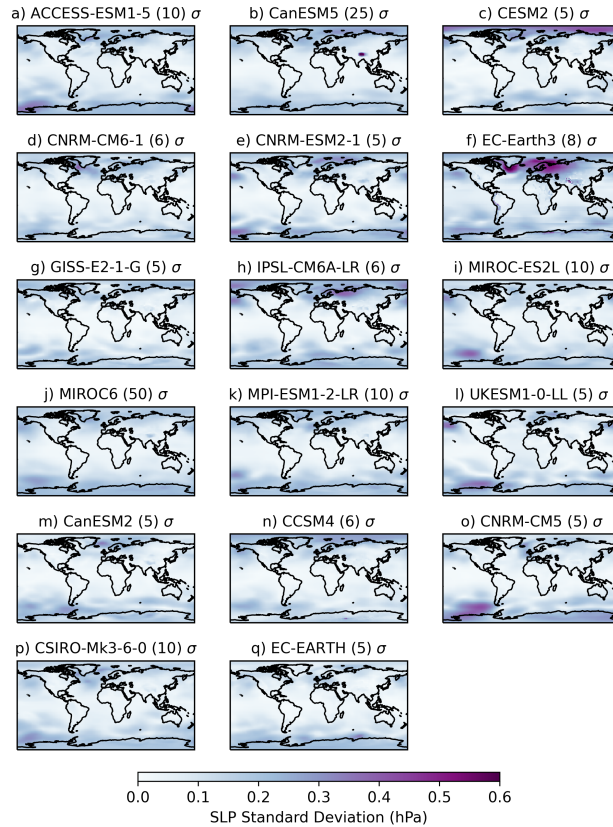 a) ACCESS-ESM1-5 (10) σ
b) CanESM5 (25) σ
c) CESM2 (5) σ
d) CNRM-CM6-1 (6) σ
e) CNRM-ESM2-1 (5) σ
f) EC-Earth3 (8) σ
g) GISS-E2-1-G (5) σ
h) IPSL-CM6A-LR (6) σ
i) MIROC-ES2L (10) σ
j) MIROC6 (50) σ
k) MPI-ESM1-2-LR (10) σ
l) UKESM1-0-LL (5) σ
m) CanESM2 (5) σ
n) CCSM4 (6) σ
o) CNRM-CM5 (5) σ
p) CSIRO-Mk3-6-0 (10) σ
q) EC-EARTH (5) σ
0.0 0.1 0.2 0.3 0.4 0.5 0.6
SLP Standard Deviation (hPa)